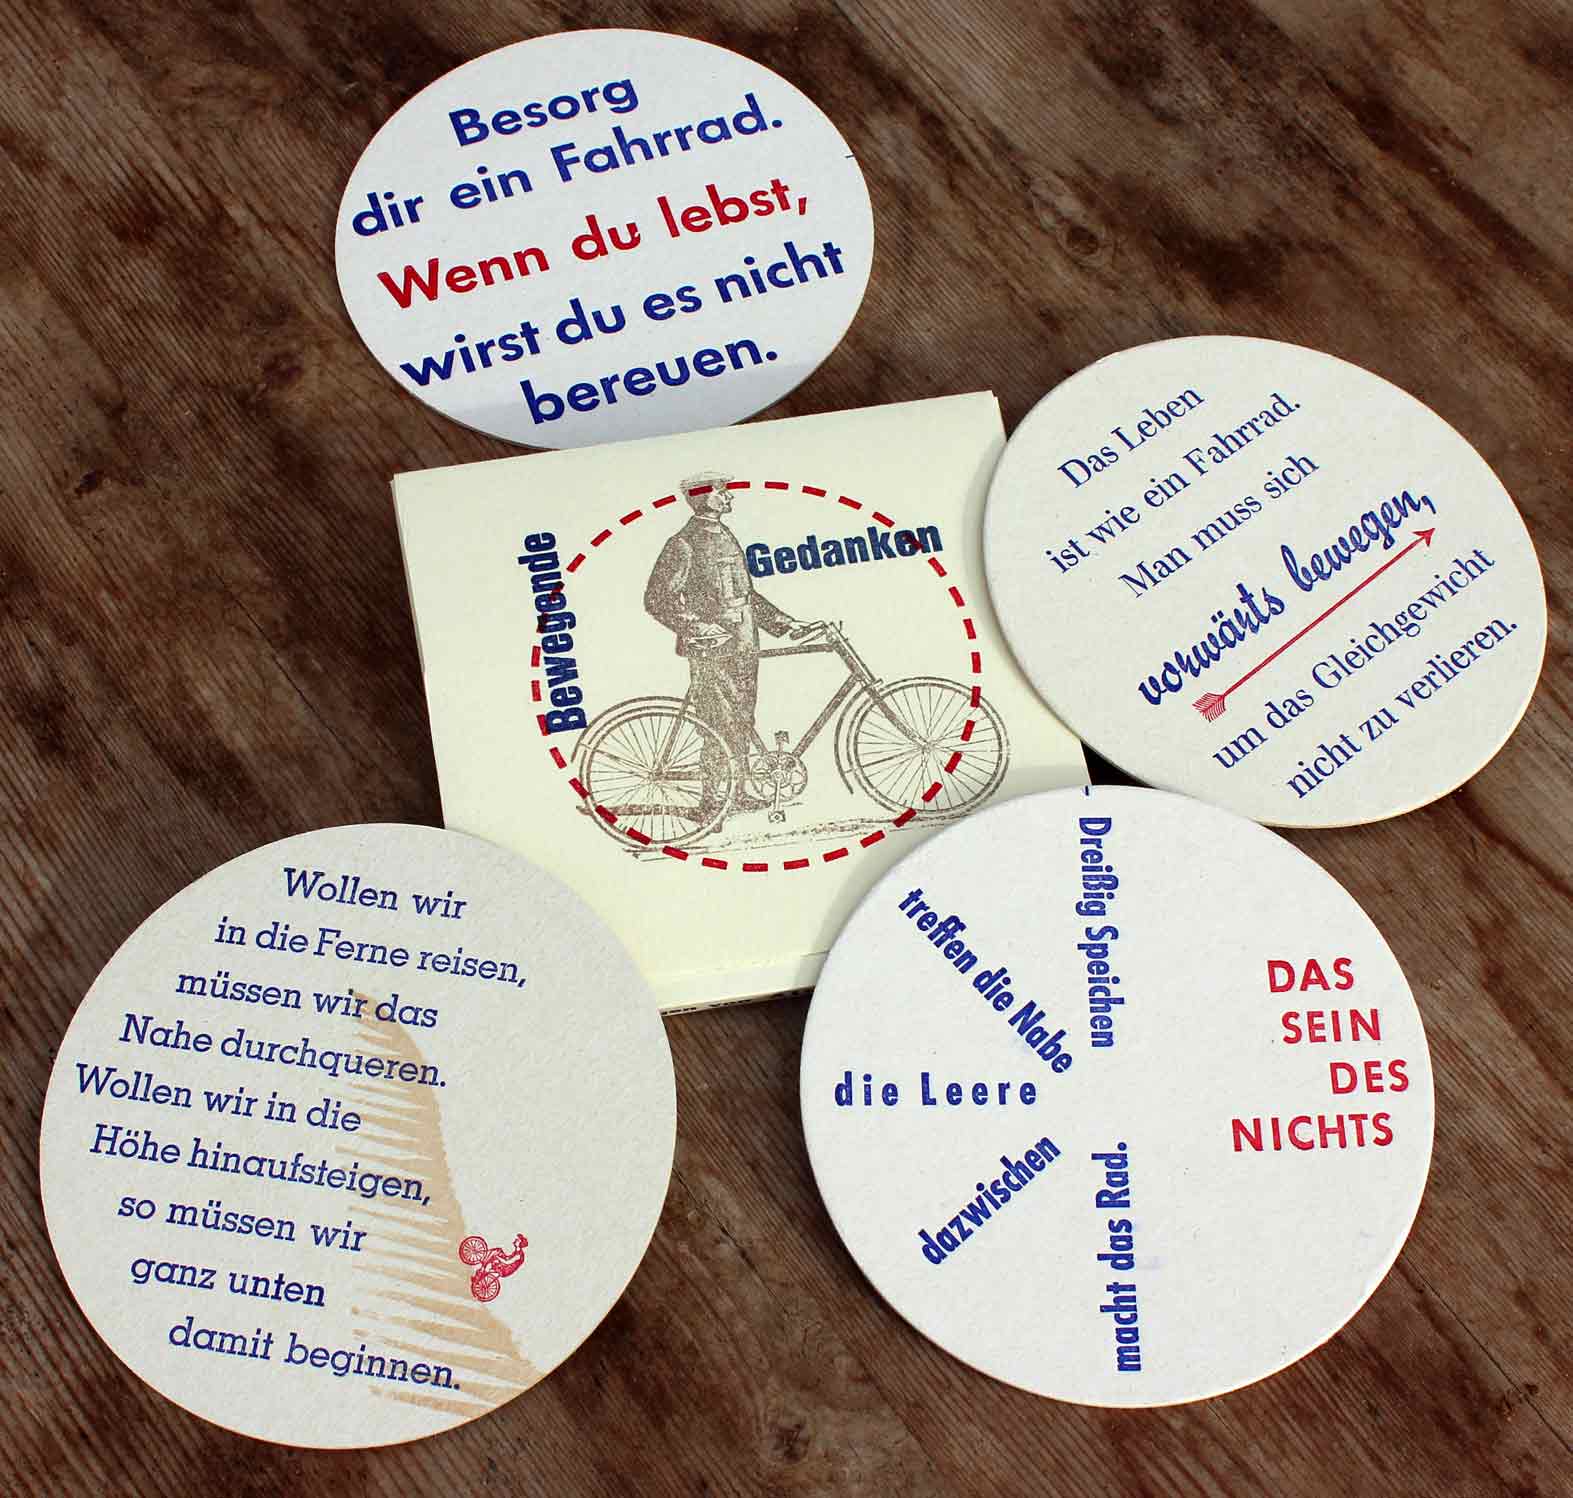 Besorg
dir ein Fahrrad.
Wenn du lebst,
wirst du es nicht
bereuen.
Bewegende
Gedanken
Das Leben
ist wie ein Fahrrad.
Man muss sich
vorwärts bewegen,
um das Gleichgewicht
nicht zu verlieren.
Wollen wir
in die Ferne reisen,
müssen wir das
Nahe durchqueren.
Wollen wir in die
Höhe hinaufsteigen,
so müssen wir
ganz unten
damit beginnen.
Dreißig Speichen
treffen die Nabe
die Leere
dazwischen
macht das Rad.
DAS
SEIN
DES
NICHTS